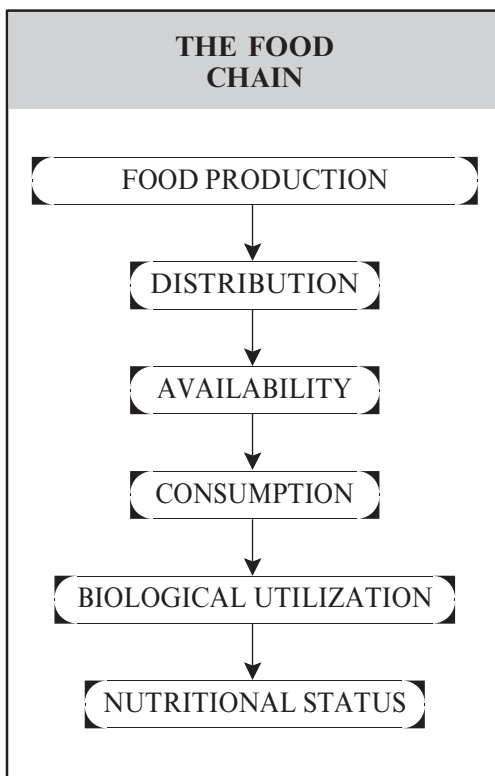 THE FOOD
CHAIN
FOOD PRODUCTION
DISTRIBUTION
AVAILABILITY
CONSUMPTION
BIOLOGICAL UTILIZATION
NUTRITIONAL STATUS